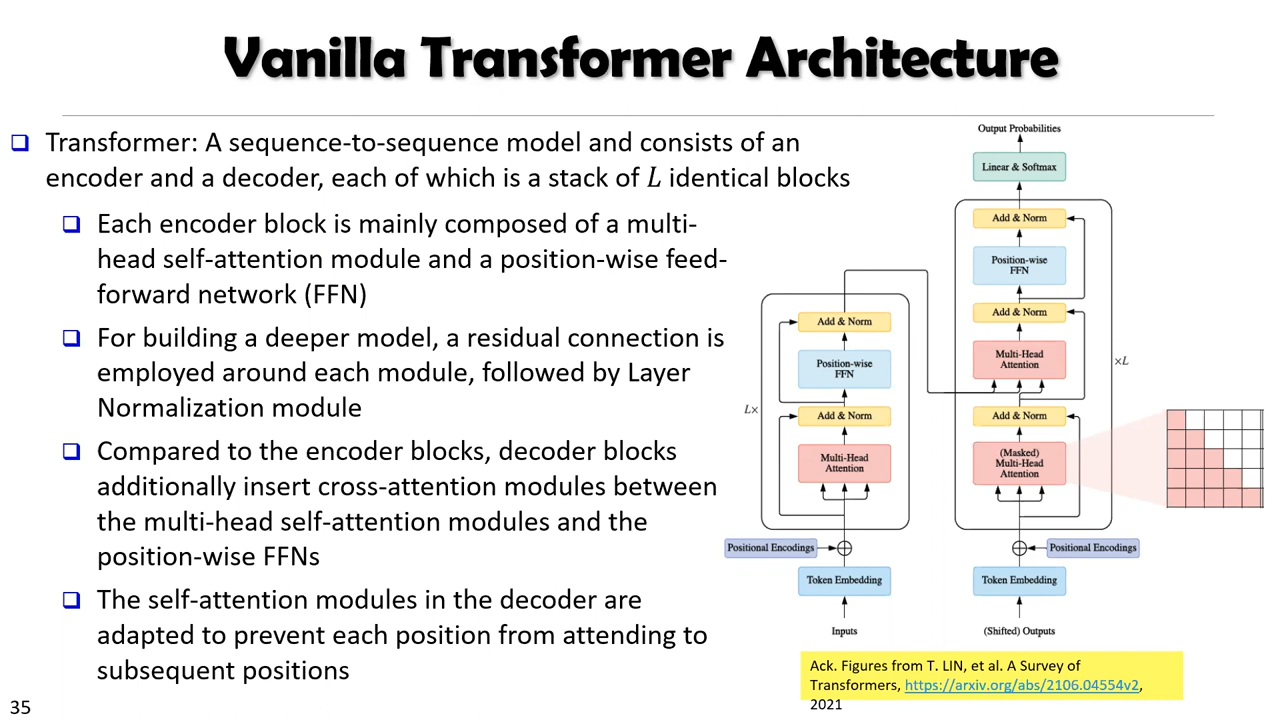 Vanilla Transformer Architecture
Transformer: A sequence-to-sequence model and consists of an
encoder and a decoder, each of which is a stack of L identical blocks
Each encoder block is mainly composed of a multi-
head self-attention module and a position-wise feed-
forward network (FFN)
For building a deeper model, a residual connection is
employed around each module, followed by Layer
Normalization module
Compared to the encoder blocks, decoder blocks
additionally insert cross-attention modules between
the multi-head self-attention modules and the
position-wise FFNs
The self-attention modules in the decoder are
adapted to prevent each position from attending to
subsequent positions
Output Probabilities
Linear & Softmax
Add & Norm
Position-wise
FFN
Add & Norm
Multi-Head
Attention
×L
Add & Norm
(Masked)
Multi-Head
Attention
Positional Encodings
Token Embedding
(Shifted) Outputs
Add & Norm
Position-wise
FFN
L×
Add & Norm
Multi-Head
Attention
Positional Encodings
Token Embedding
Inputs
Ack. Figures from T. LIN, et al. A Survey of
Transformers, https://arxiv.org/abs/2106.04554v2,
2021
35